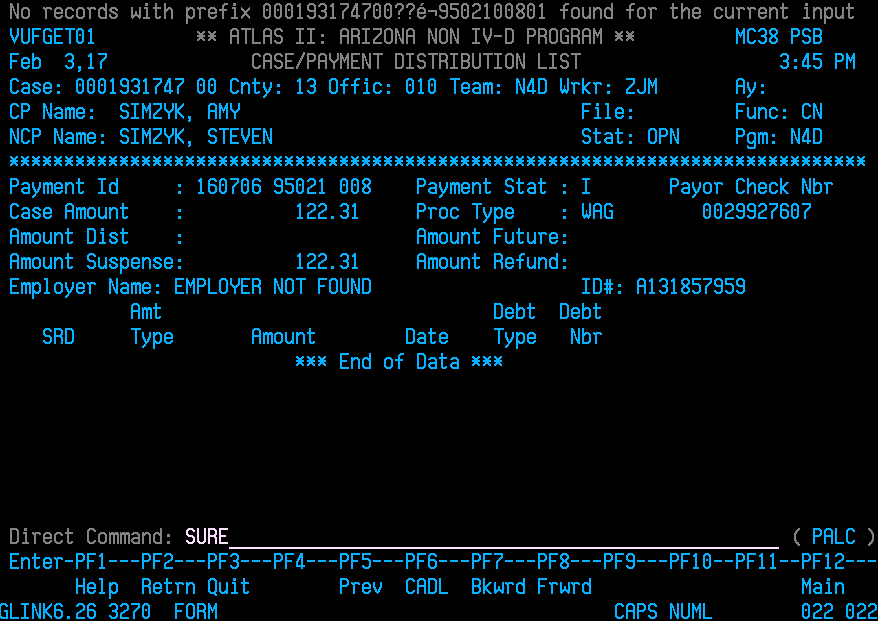 No records with prefix 000193174700??é¬9502100801 found for the current input
VUFGET01 ** ATLAS II: ARIZONA NON IV-D PROGRAM ** MC38 PSB
Feb 3,17 CASE/PAYMENT DISTRIBUTION LIST 3:45 PM
Case: 0001931747 00 Cnty: 13 Offic: 010 Team: N4D Wrkr: ZJM Ay:
CP Name: SIMZYK, AMY File: Func: CN
NCP Name: SIMZYK, STEVEN Stat: OPN Pgm: N4D
******************************************************************************
Payment Id : 160706 95021 008 Payment Stat : I Payor Check Nbr
Case Amount : 122.31 Proc Type : WAG 0029927607
Amount Dist : Amount Future:
Amount Suspense: 122.31 Amount Refund:
Employer Name: EMPLOYER NOT FOUND ID#: A131857959
Amt Debt Debt
SRD Type Amount Date Type Nbr
*** End of Data ***
Direct Command: SURE ( PALC )
Enter-PF1---PF2---PF3---PF4---PF5---PF6---PF7---PF8---PF9---PF10--PF11--PF12---
Help Retrn Quit Prev CADL Bkwrd Frwrd Main
GLINK6.26 3270 FORM CAPS NUML 022 022